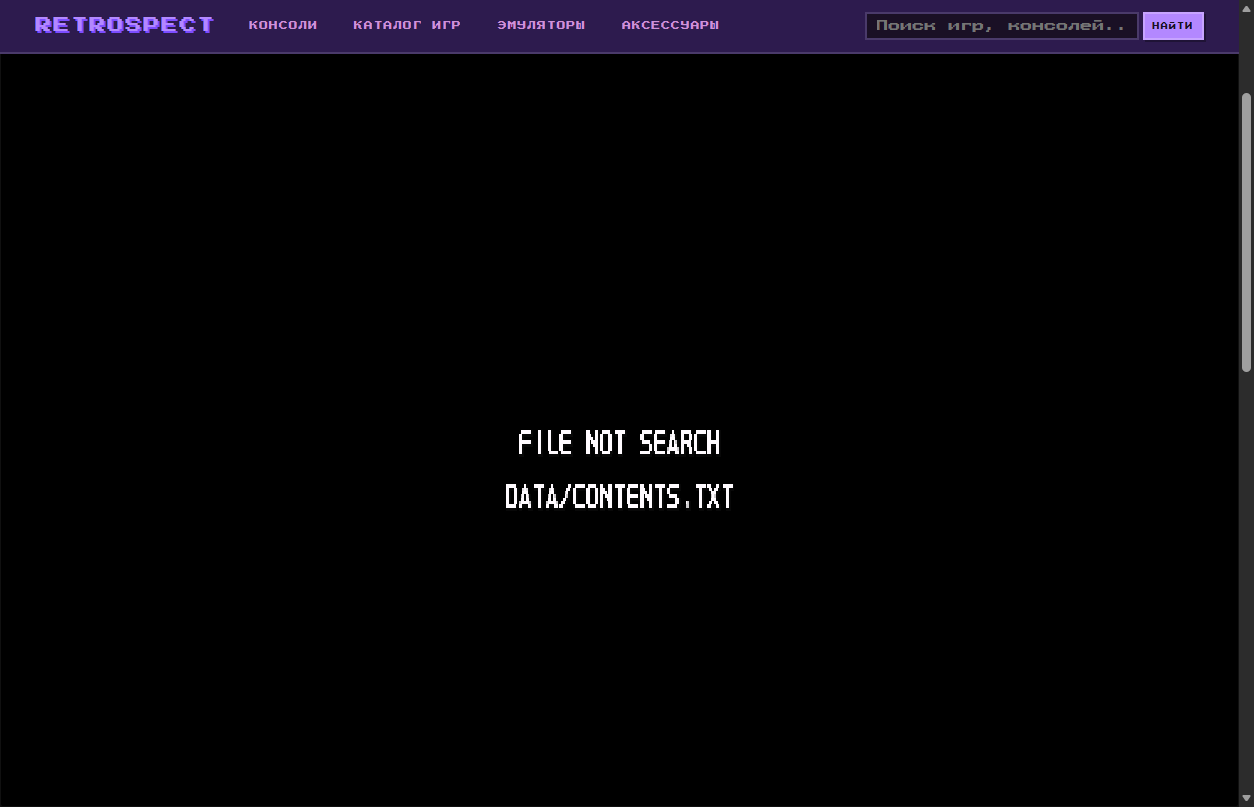 RETROSPECT КОНСОЛИ КАТАЛОГ ИГР ЭМУЛЯТОРЫ АКСЕССУАРЫ Поиск игр, консолей.. НАЙТИ
FILE NOT SEARCH
DATA/CONTENTS.TXT